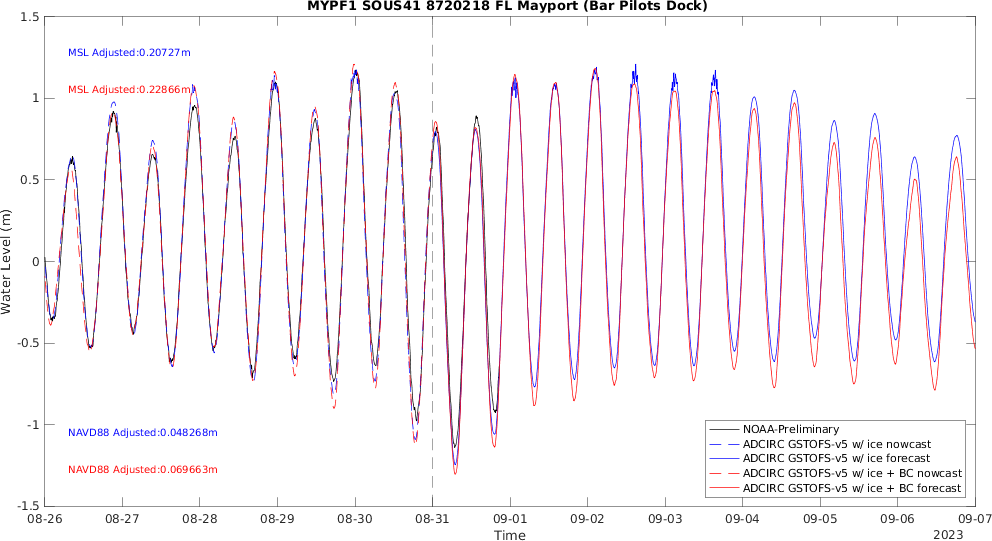 MYPF1 SOUS41 8720218 FL Mayport (Bar Pilots Dock)
1.5
1
0.5
0
-0.5
-1
-1.5
Water Level (m)
MSL Adjusted:0.20727m
MSL Adjusted:0.22866m
NAVD88 Adjusted:0.048268m
NAVD88 Adjusted:0.069663m
NOAA-Preliminary
ADCIRC GSTOFS-v5 w/ ice nowcast
ADCIRC GSTOFS-v5 w/ ice forecast
ADCIRC GSTOFS-v5 w/ ice + BC nowcast
ADCIRC GSTOFS-v5 w/ ice + BC forecast
08-26 08-27 08-28 08-29 08-30 08-31 09-01 09-02 09-03 09-04 09-05 09-06 09-07
Time
2023